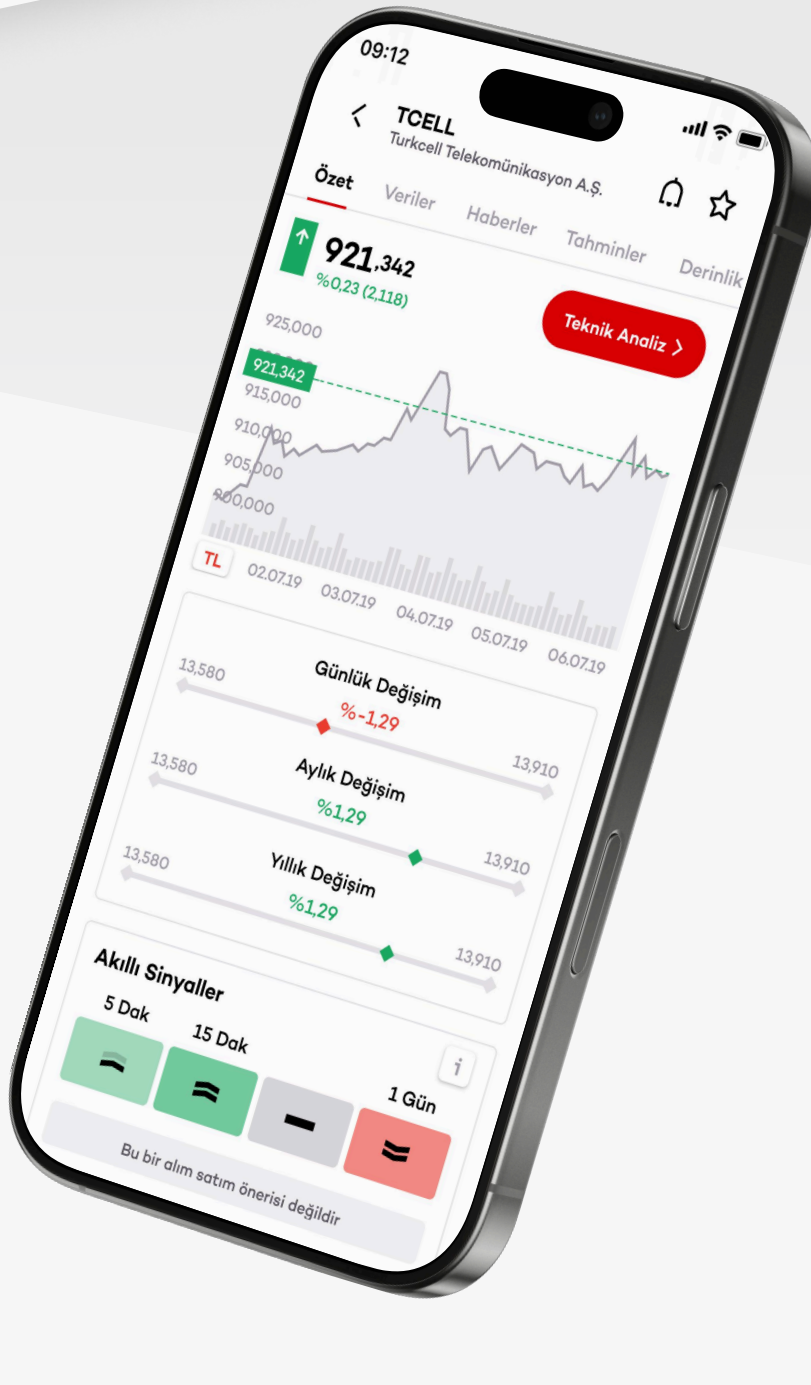 09:12
TCELL
Turkcell Telekomünikasyon A.Ş.
Özet Veriler Haberler Tahminler Derinlik
921,342
%0,23 (2,118)
Teknik Analiz
925,000
921,342
915,000
910,000
905,000
900,000
TL 02.07.19 03.07.19 04.07.19 05.07.19 06.07.19
Günlük Değişim
13,580 %-1,29 13,910
Aylık Değişim
13,580 %1,29 13,910
Yıllık Değişim
13,580 %1,29 13,910
Akıllı Sinyaller
i
5 Dak 15 Dak 1 Gün
Bu bir alım satım önerisi değildir